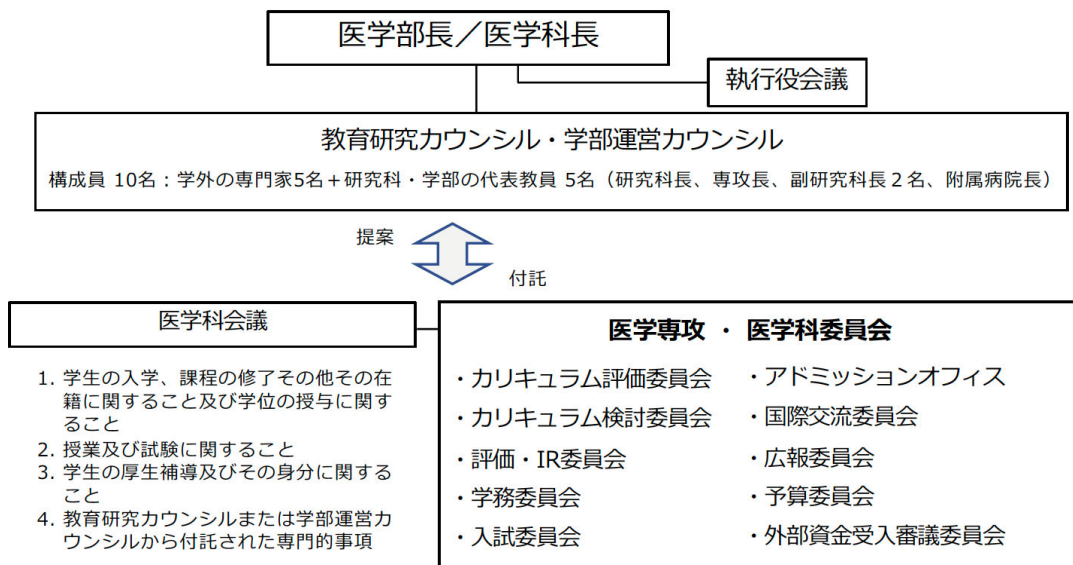 医学部長／医学科長
執行役会議
教育研究カウンシル・学部運営カウンシル
構成員 10名：学外の専門家5名＋研究科・学部の代表教員 5名（研究科長、専攻長、副研究科長２名、附属病院長）
提案
付託
医学科会議
1. 学生の入学、課程の修了その他その在
籍に関すること及び学位の授与に関す
ること
2. 授業及び試験に関すること
3. 学生の厚生補導及びその身分に関する
こと
4. 教育研究カウンシルまたは学部運営カ
ウンシルから付託された専門的事項
医学専攻 ・ 医学科委員会
・カリキュラム評価委員会
・カリキュラム検討委員会
・評価・IR委員会
・学務委員会
・入試委員会
・アドミッションオフィス
・国際交流委員会
・広報委員会
・予算委員会
・外部資金受入審議委員会